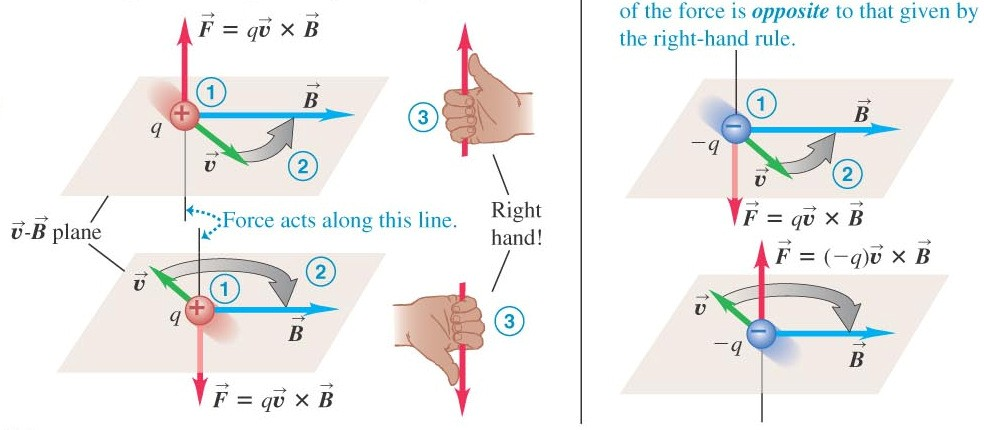 F⃗ = qv⃗ × B⃗
①
B⃗
q
v⃗
②
③
Force acts along this line.
v⃗-B⃗ plane
Right
hand!
v⃗
①
②
q
B⃗
③
F⃗ = qv⃗ × B⃗
of the force is opposite to that given by
the right-hand rule.
①
B⃗
−q
v⃗
②
F⃗ = qv⃗ × B⃗
F⃗ = (−q)v⃗ × B⃗
v⃗
−q
B⃗